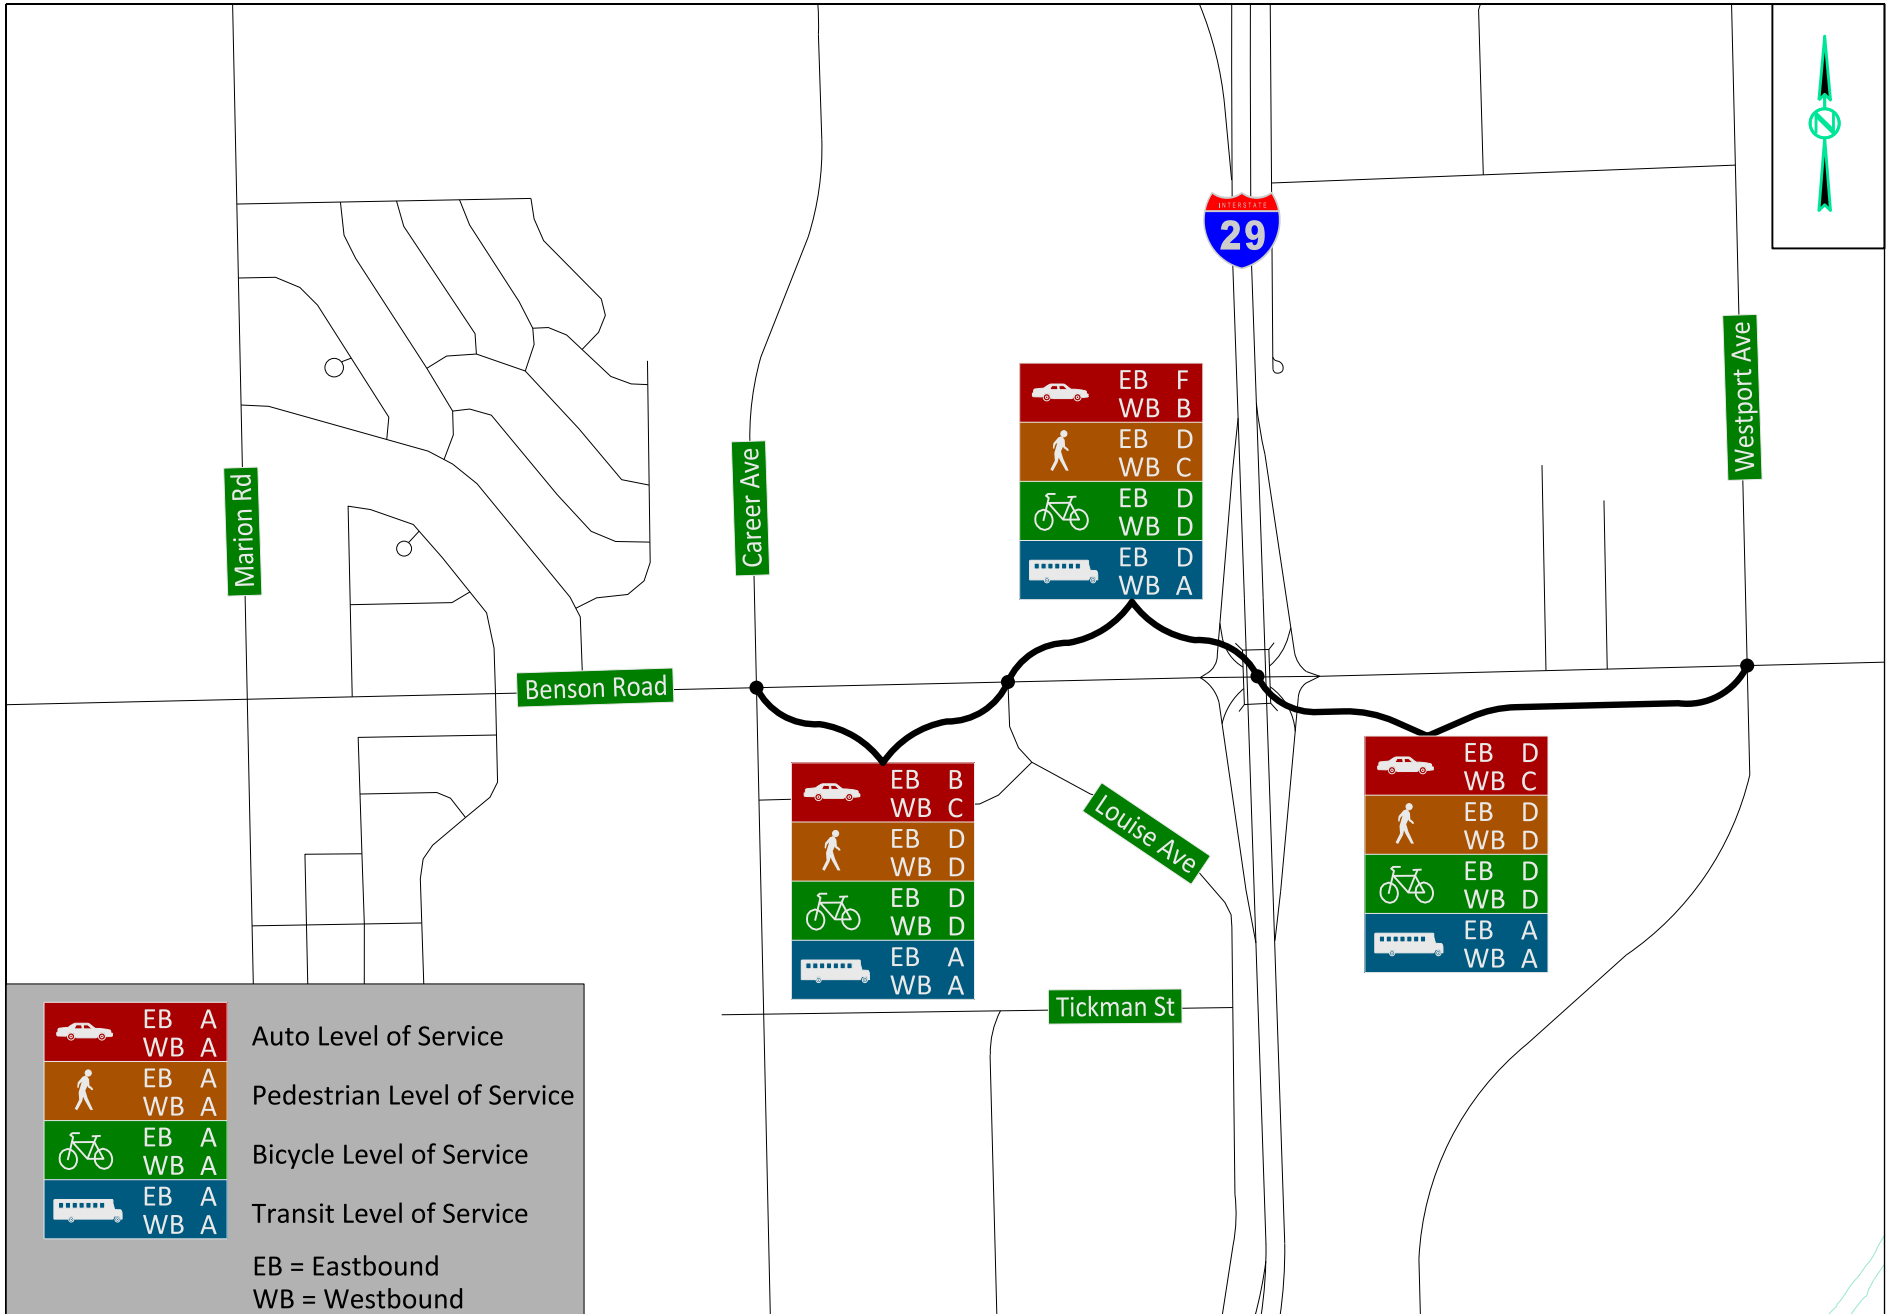 N
INTERSTATE
29
Westport Ave
Career Ave
Marion Rd
EB F
WB B
EB D
WB C
EB D
WB D
EB D
WB A
Benson Road
EB B
WB C
EB D
WB D
EB D
WB D
EB A
WB A
Louise Ave
EB D
WB C
EB D
WB D
EB D
WB D
EB A
WB A
Tickman St
EB A
WB A
Auto Level of Service
EB A
WB A
Pedestrian Level of Service
EB A
WB A
Bicycle Level of Service
EB A
WB A
Transit Level of Service
EB = Eastbound
WB = Westbound